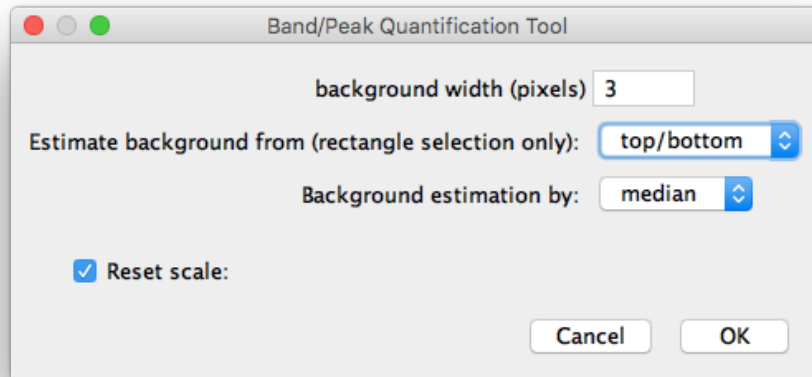 Band/Peak Quantification Tool
background width (pixels) 3
Estimate background from (rectangle selection only): top/bottom
Background estimation by: median
Reset scale:
Cancel OK